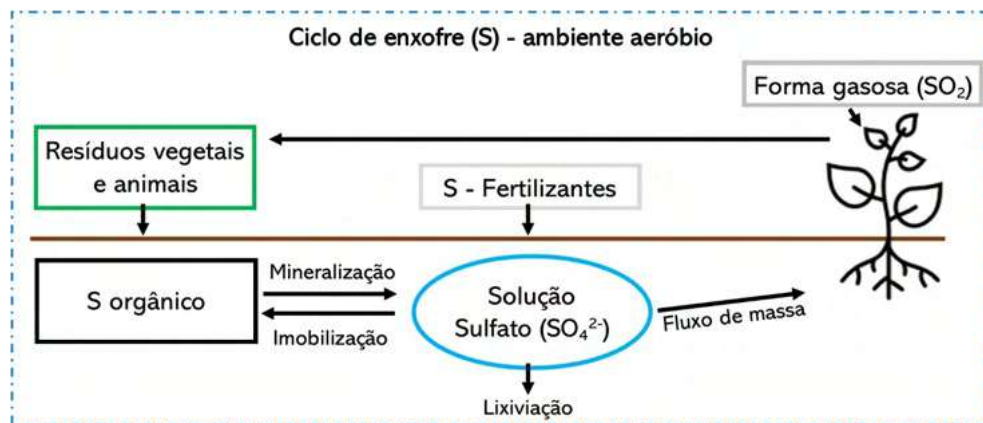 Ciclo de enxofre (S) - ambiente aeróbio
Forma gasosa (SO₂)
Resíduos vegetais
e animais
S - Fertilizantes
S orgânico
Mineralização
Imobilização
Solução
Sulfato (SO₄²⁻)
Fluxo de massa
Lixiviação